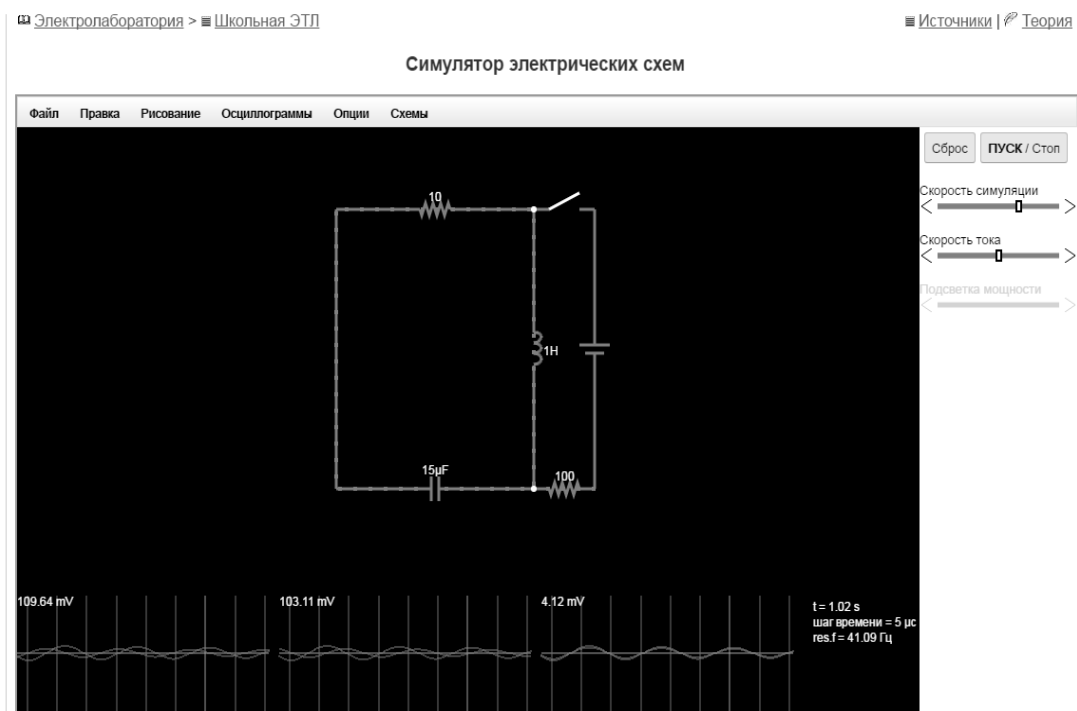 Электролаборатория > Школьная ЭТЛ
Источники | Теория
Симулятор электрических схем
Файл Правка Рисование Осциллограммы Опции Схемы
Сброс ПУСК / Стоп
Скорость симуляции
Скорость тока
Подсветка мощности
10
1H
15µF
100
109.64 mV
103.11 mV
4.12 mV
t = 1.02 s
шаг времени = 5 µс
res.f = 41.09 Гц